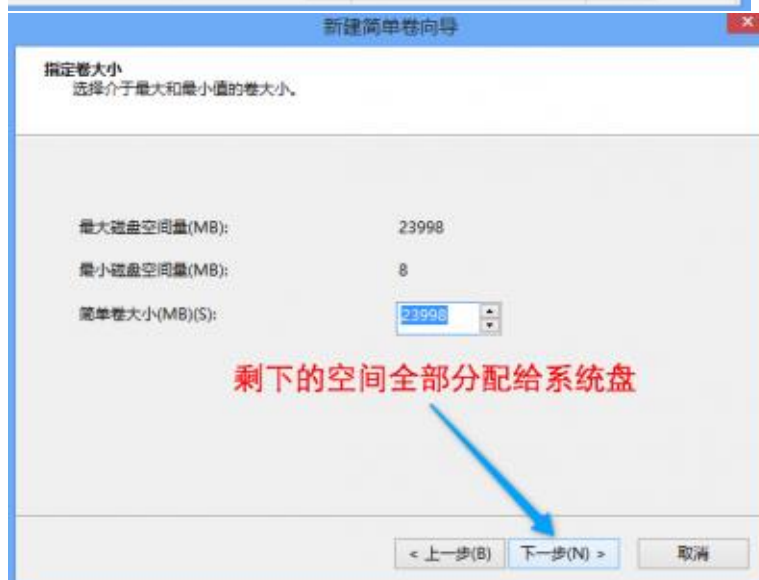 新建简单卷向导
指定卷大小
选择介于最大和最小值的卷大小。
最大磁盘空间量(MB): 23998
最小磁盘空间量(MB): 8
简单卷大小(MB)(S): 23998
剩下的空间全部分配给系统盘
< 上一步(B) 下一步(N) > 取消